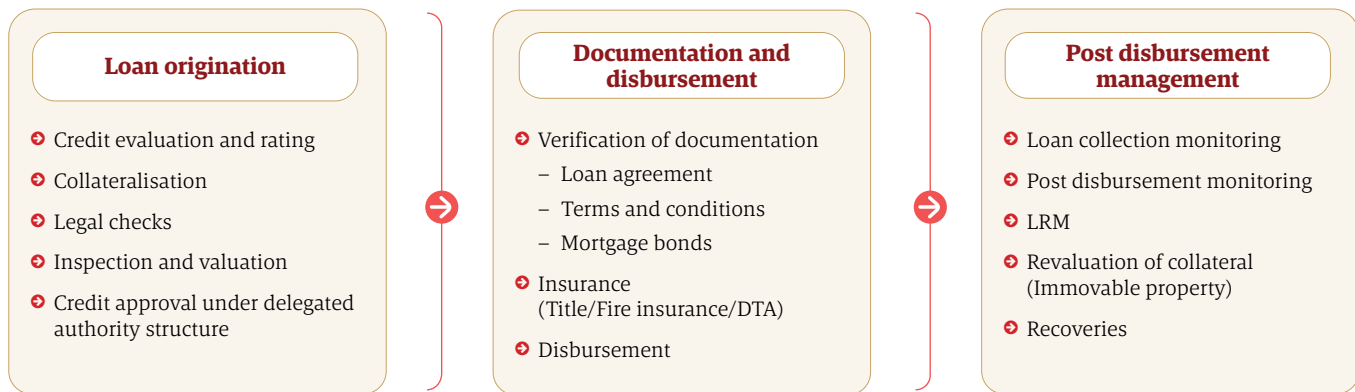 Loan origination
Credit evaluation and rating
Collateralisation
Legal checks
Inspection and valuation
Credit approval under delegated
authority structure
Documentation and
disbursement
Verification of documentation
– Loan agreement
– Terms and conditions
– Mortgage bonds
Insurance
(Title/Fire insurance/DTA)
Disbursement
Post disbursement
management
Loan collection monitoring
Post disbursement monitoring
LRM
Revaluation of collateral
(Immovable property)
Recoveries